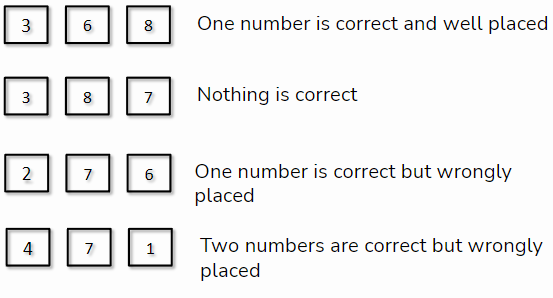 3 6 8 One number is correct and well placed
3 8 7 Nothing is correct
2 7 6 One number is correct but wrongly
placed
4 7 1 Two numbers are correct but wrongly
placed